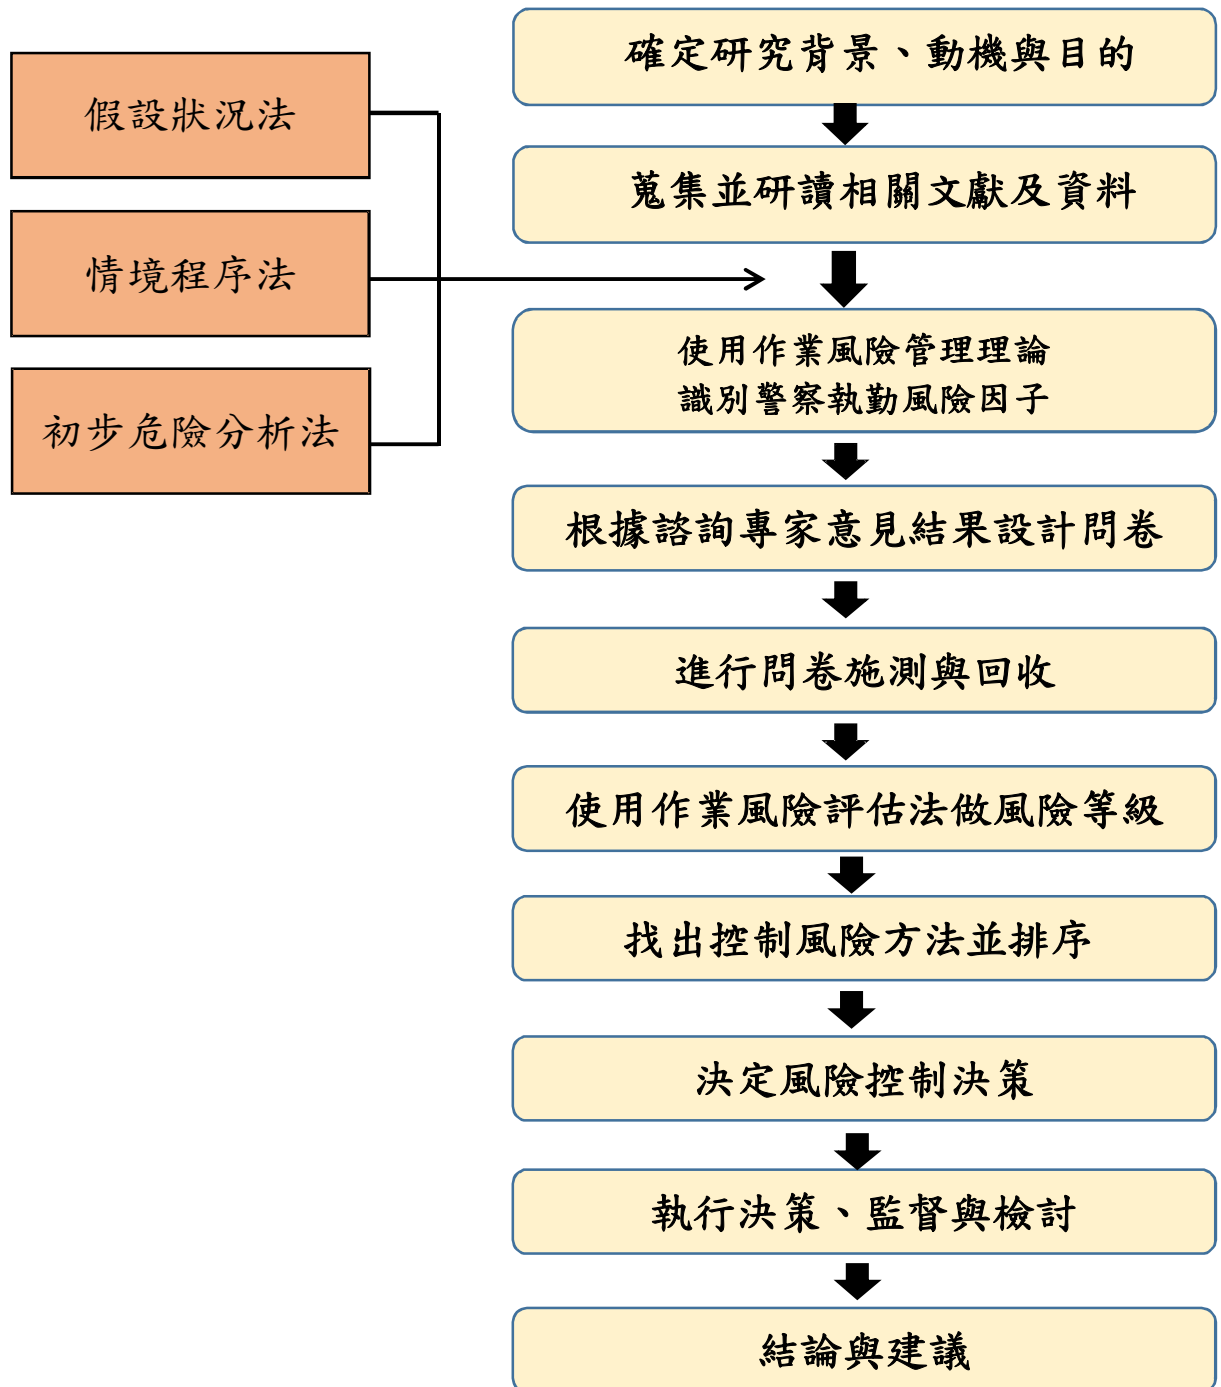 確定研究背景、動機與目的
假設狀況法
蒐集並研讀相關文獻及資料
情境程序法
使用作業風險管理理論
識別警察執勤風險因子
初步危險分析法
根據諮詢專家意見結果設計問卷
進行問卷施測與回收
使用作業風險評估法做風險等級
找出控制風險方法並排序
決定風險控制決策
執行決策、監督與檢討
結論與建議